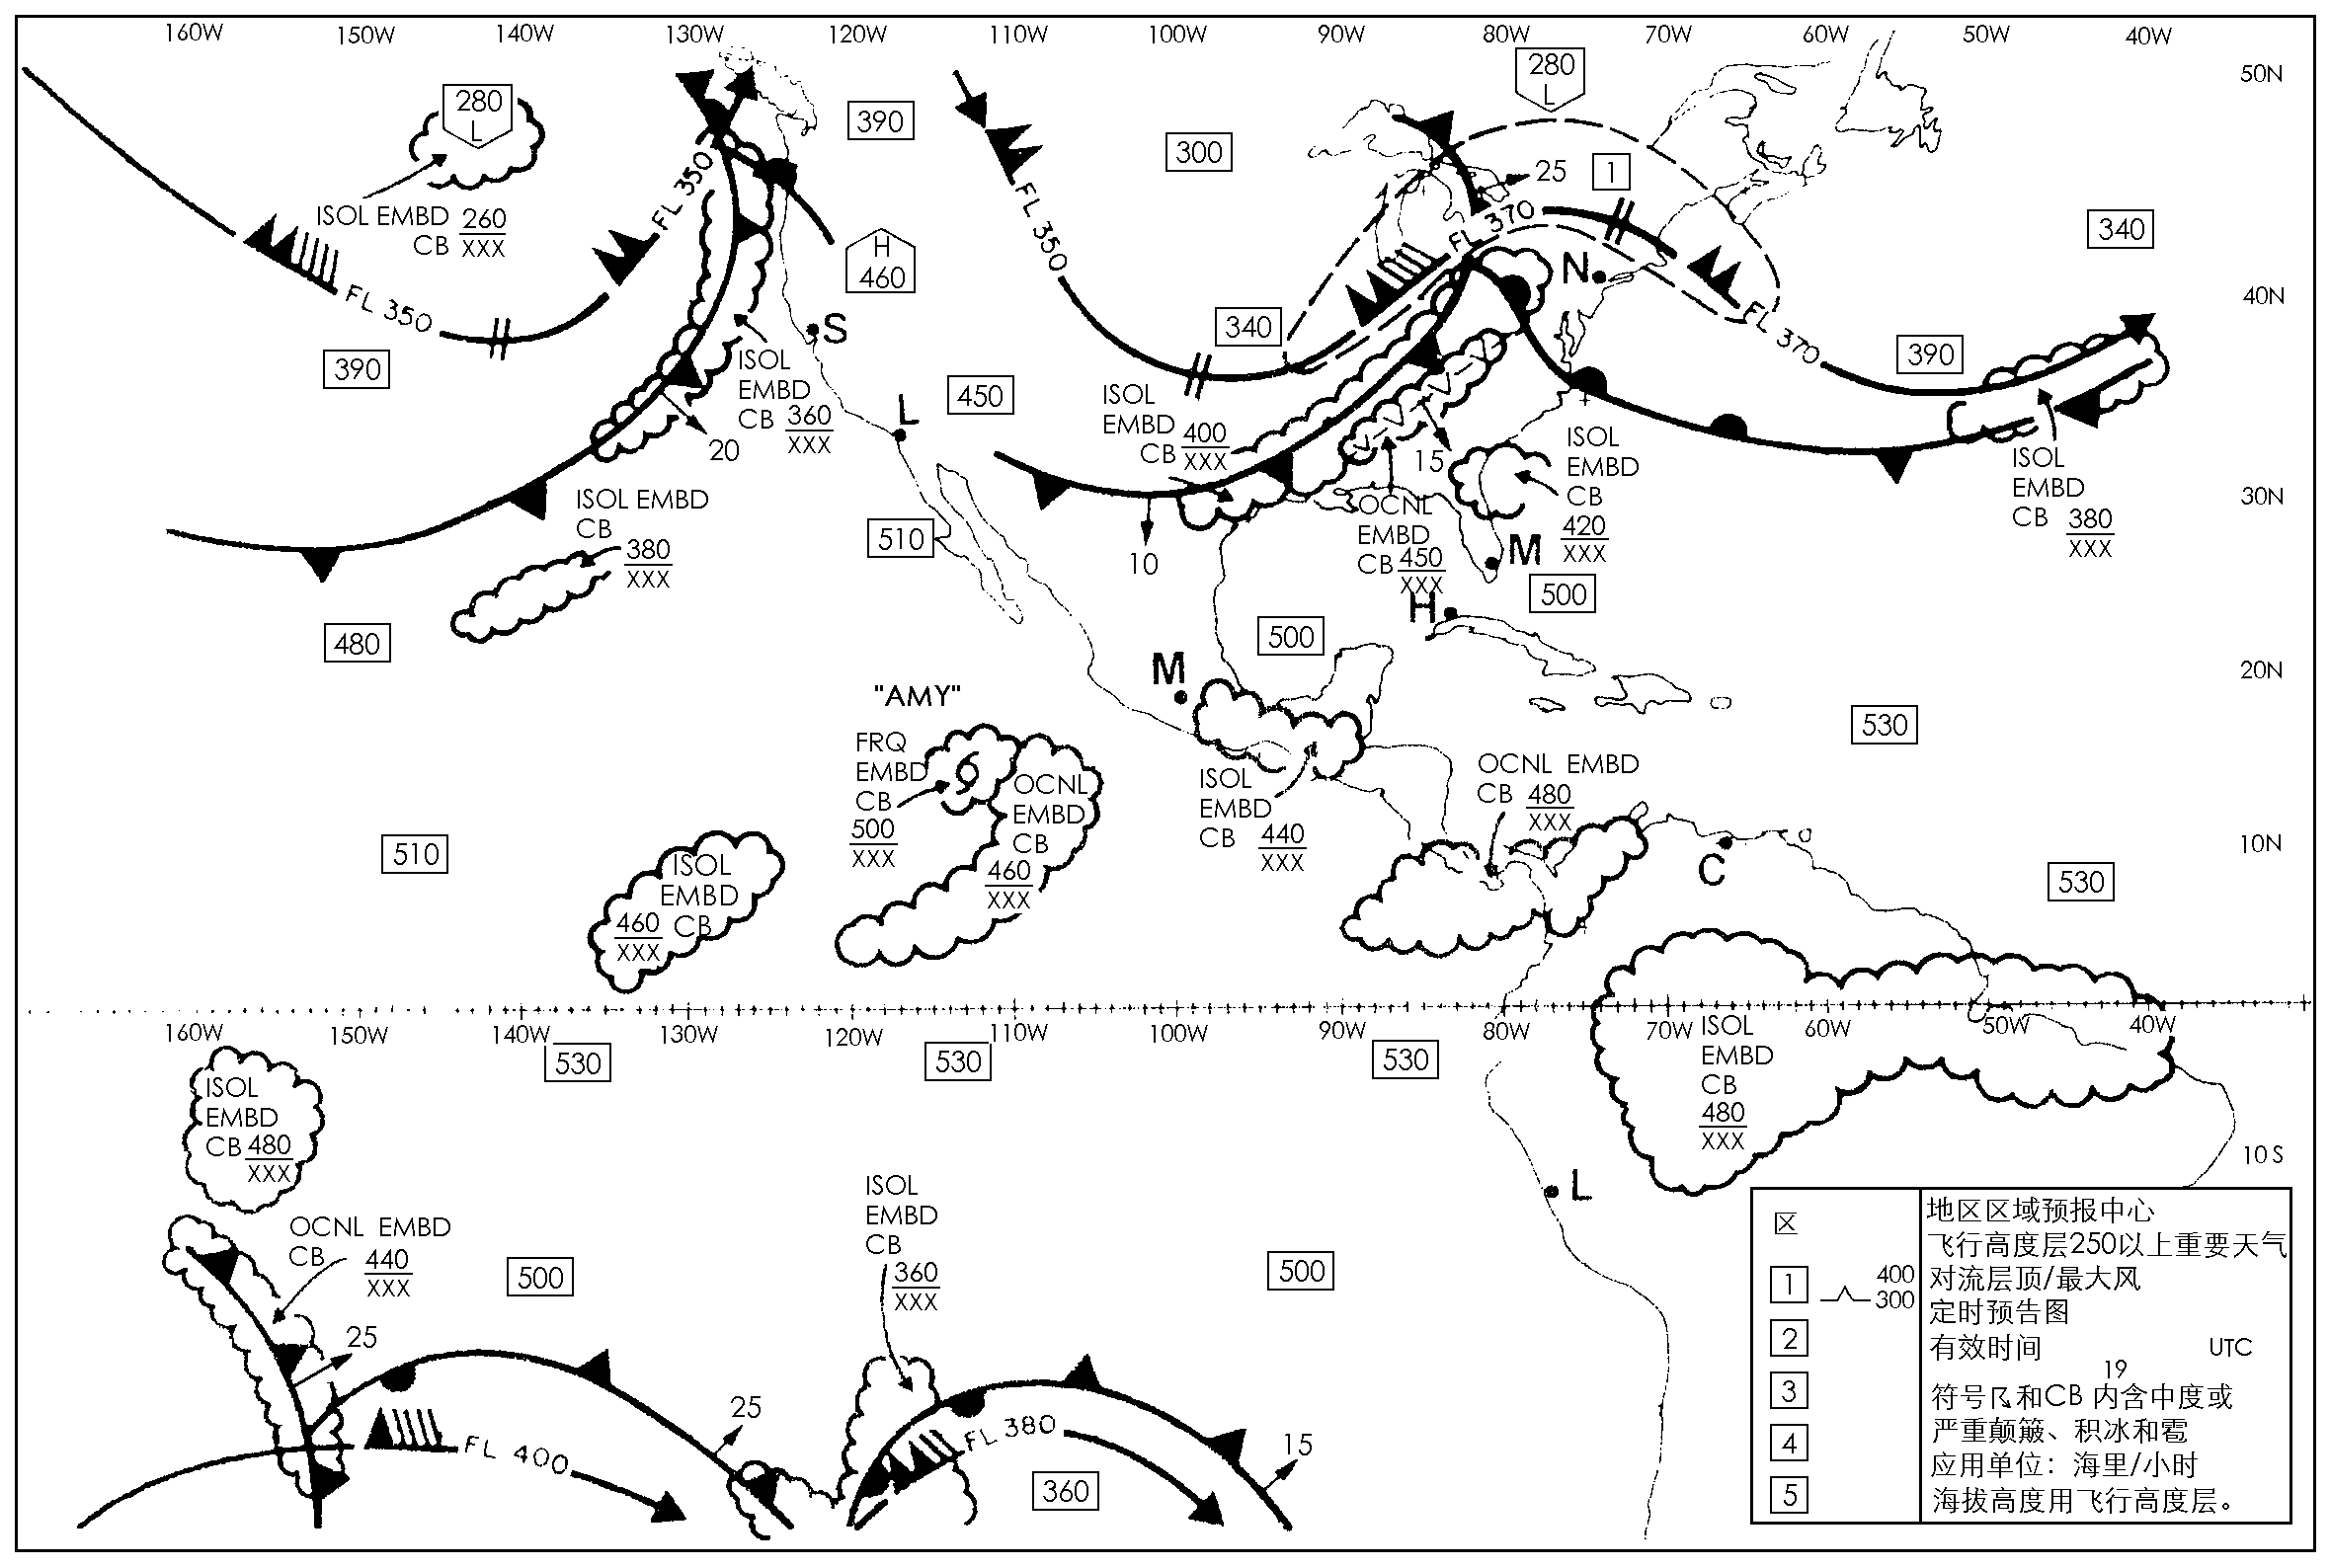 160W 150W 140W 130W 120W 110W 100W 90W 80W 70W 60W 50W 40W
50N
280
L
280
L
390
300
1
25
ISOL EMBD 260
CB XXX
FL 350
FL 350
FL 370
340
H
460
N
FL 350
40N
340
FL 370
390
S
390
ISOL
EMBD
CB 360
XXX
20
450
L
ISOL
EMBD 400
CB XXX
15
ISOL
EMBD
CB
420
XXX
ISOL
EMBD
CB 380
XXX
30N
ISOL EMBD
CB
380
XXX
510
10
OCNL
EMBD
CB 450
XXX
M
500
H
480
500
20N
M
"AMY"
530
FRQ
EMBD
CB
500
XXX
OCNL
EMBD
CB
460
XXX
ISOL
EMBD
CB 440
XXX
OCNL EMBD
CB 480
XXX
10N
510
ISOL
EMBD
460 CB
XXX
C
530
160W 150W 140W 130W 120W 110W 100W 90W 80W 70W 60W 50W 40W
530
530
530
ISOL
EMBD
CB
480
XXX
ISOL
EMBD
CB 480
XXX
10 S
L
OCNL EMBD
CB 440
XXX
500
ISOL
EMBD
CB
360
XXX
500
25
25
FL 400
FL 380
15
360
区
1 400
300
2
3
4
5
地区区域预报中心
飞行高度层250以上重要天气
对流层顶/最大风
定时预告图
有效时间 UTC
19
符号和CB 内含中度或
严重颠簸、积冰和雹
应用单位：海里/小时
海拔高度用飞行高度层。